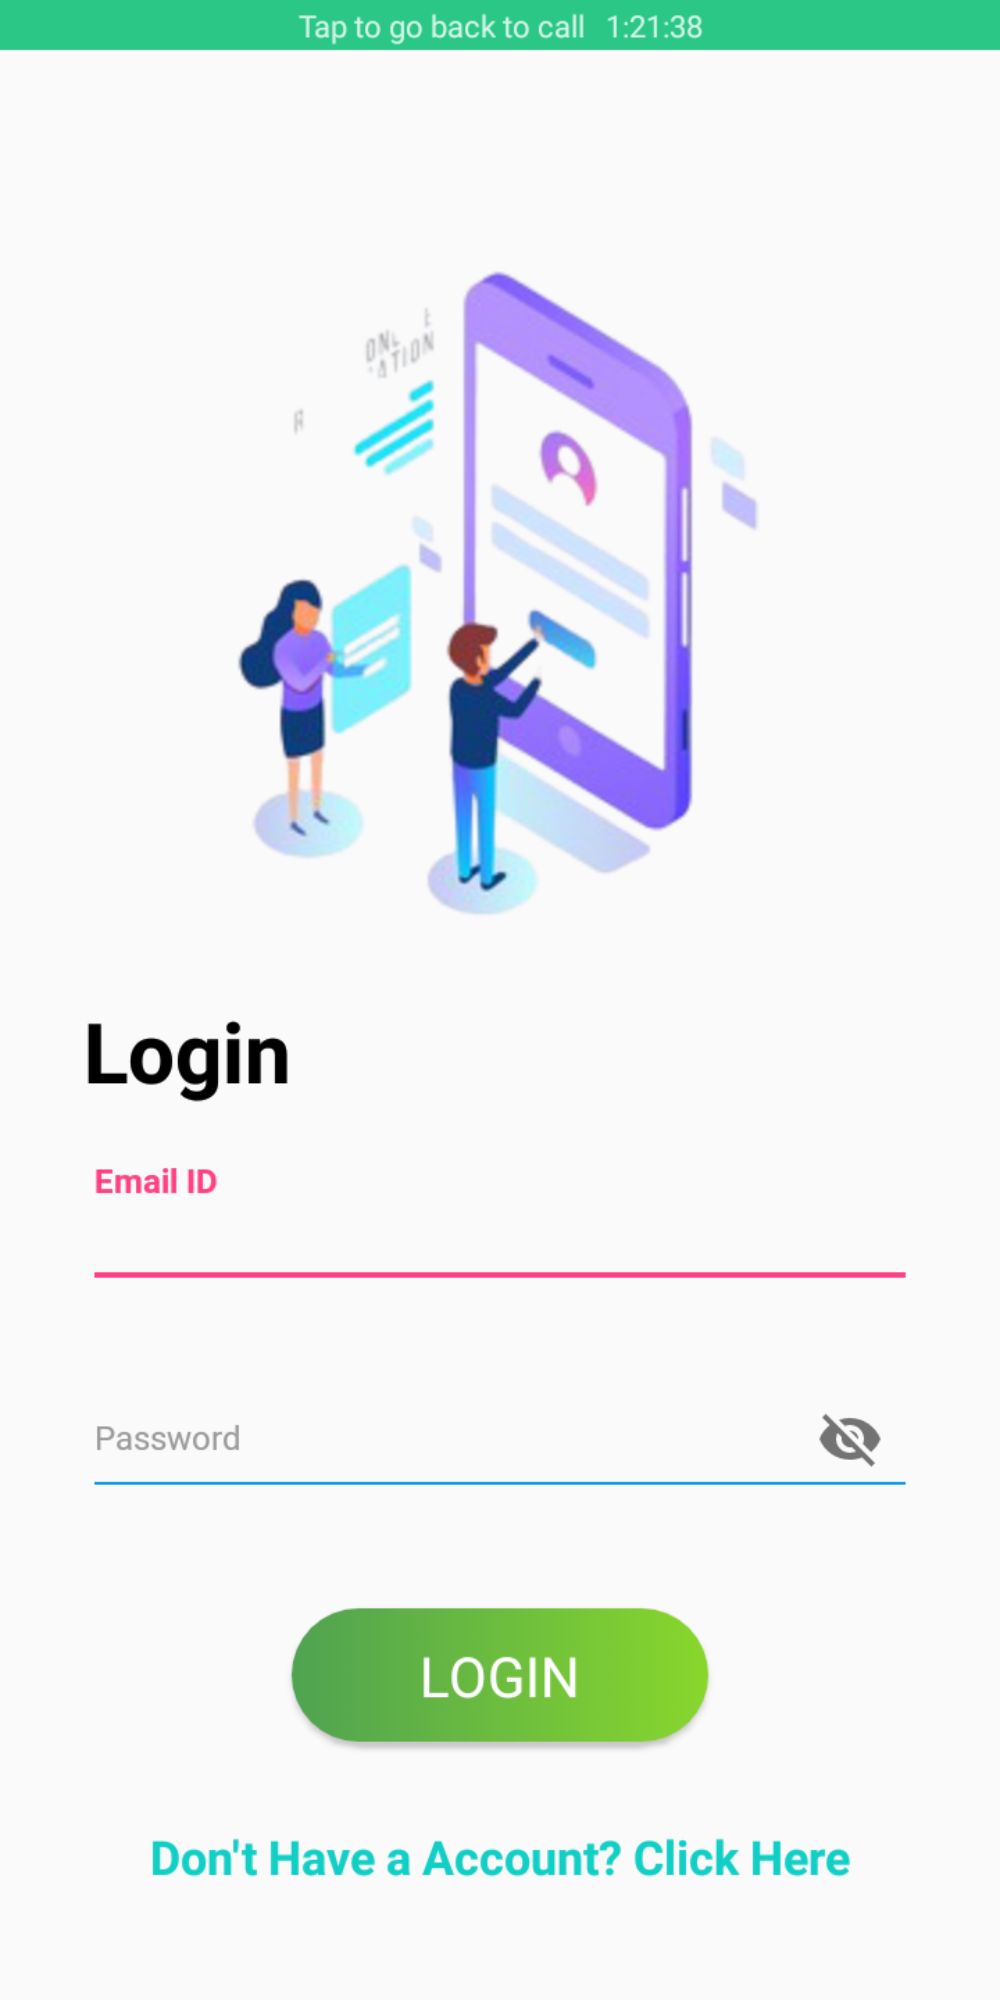 Tap to go back to call 1:21:38
Login
Email ID
Password
LOGIN
Don't Have a Account? Click Here